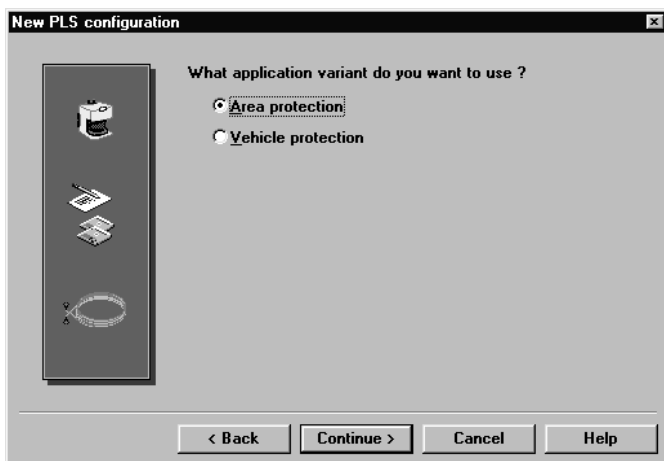 New PLS configuration
What application variant do you want to use ?
Area protection
Vehicle protection
< Back
Continue >
Cancel
Help